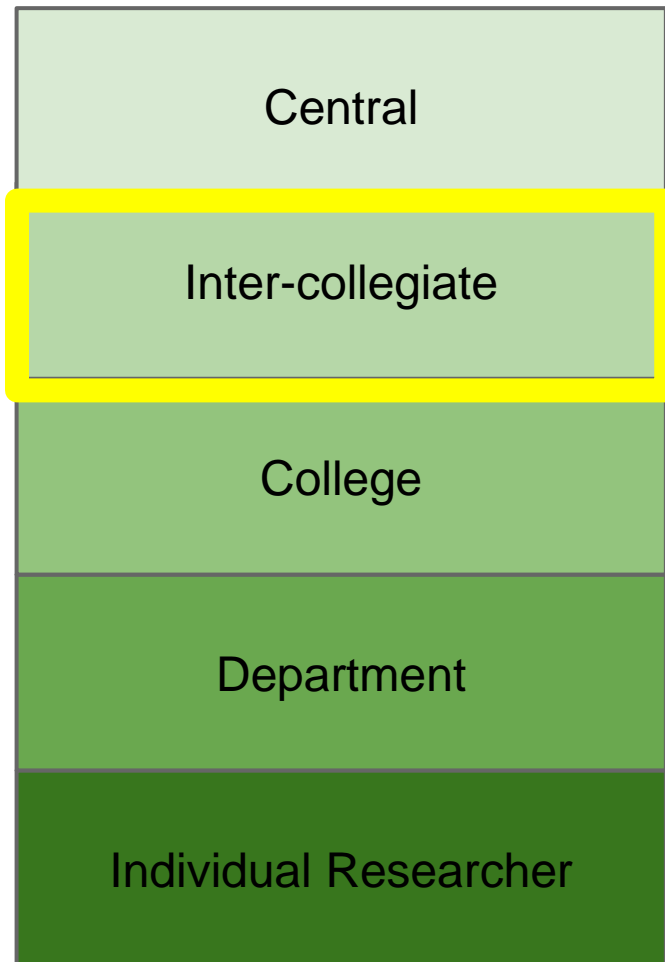 Central
Inter-collegiate
College
Department
Individual Researcher